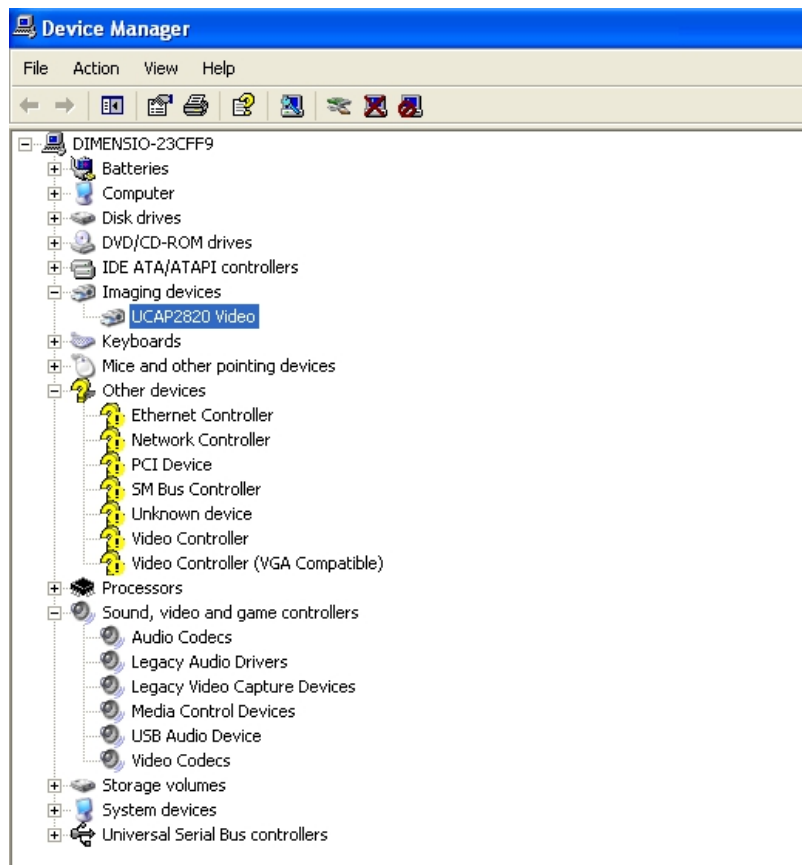 Device Manager
File Action View Help
DIMENSIO-23CFF9
Batteries
Computer
Disk drives
DVD/CD-ROM drives
IDE ATA/ATAPI controllers
Imaging devices
UCAP2820 Video
Keyboards
Mice and other pointing devices
Other devices
Ethernet Controller
Network Controller
PCI Device
SM Bus Controller
Unknown device
Video Controller
Video Controller (VGA Compatible)
Processors
Sound, video and game controllers
Audio Codecs
Legacy Audio Drivers
Legacy Video Capture Devices
Media Control Devices
USB Audio Device
Video Codecs
Storage volumes
System devices
Universal Serial Bus controllers